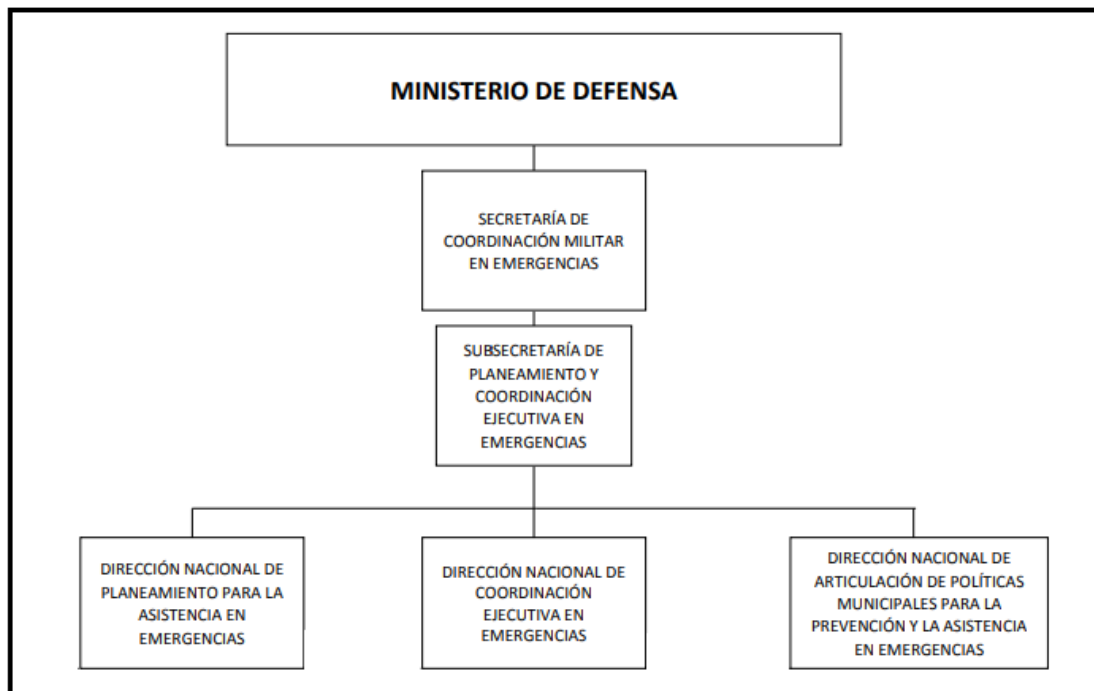 MINISTERIO DE DEFENSA
SECRETARÍA DE
COORDINACIÓN MILITAR
EN EMERGENCIAS
SUBSECRETARÍA DE
PLANEAMIENTO Y
COORDINACIÓN
EJECUTIVA EN
EMERGENCIAS
DIRECCIÓN NACIONAL DE
PLANEAMIENTO PARA LA
ASISTENCIA EN
EMERGENCIAS
DIRECCIÓN NACIONAL DE
COORDINACIÓN
EJECUTIVA EN
EMERGENCIAS
DIRECCIÓN NACIONAL DE
ARTICULACIÓN DE POLÍTICAS
MUNICIPALES PARA LA
PREVENCIÓN Y LA ASISTENCIA
EN EMERGENCIAS